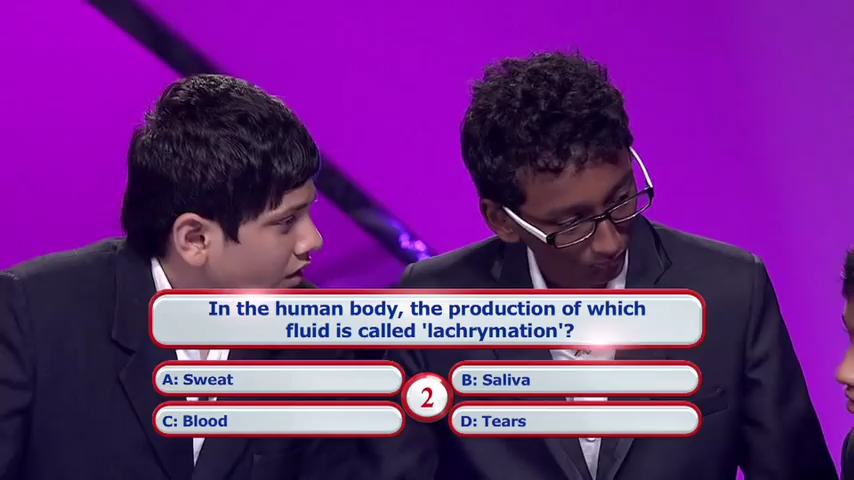 In the human body, the production of which
fluid is called 'lachrymation'?
A: Sweat
B: Saliva
2
C: Blood
D: Tears